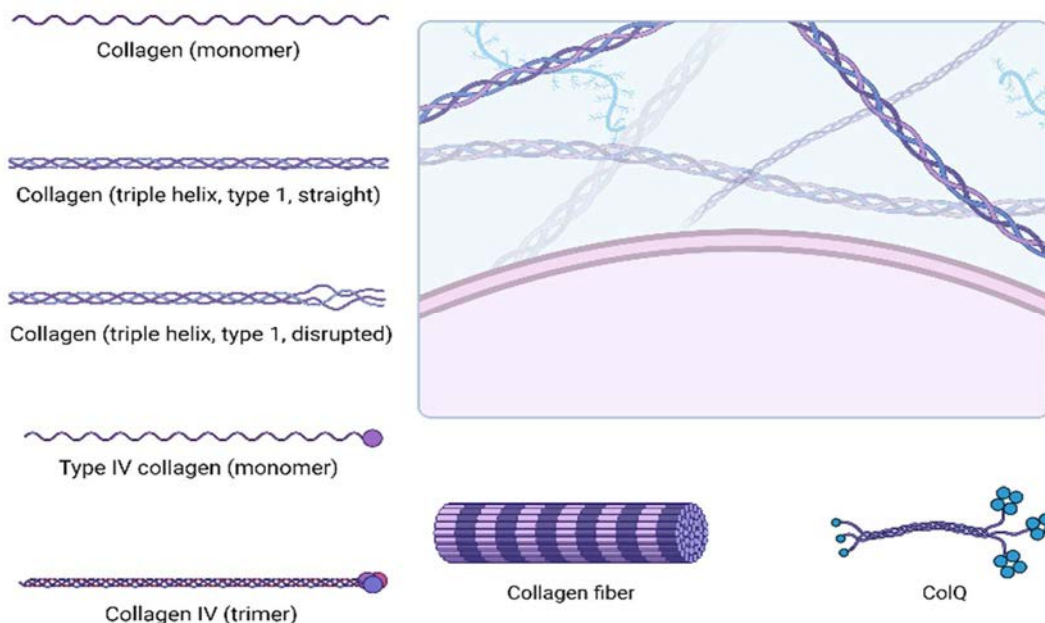 Collagen (monomer)
Collagen (triple helix, type 1, straight)
Collagen (triple helix, type 1, disrupted)
Type IV collagen (monomer)
Collagen IV (trimer)
Collagen fiber
ColQ